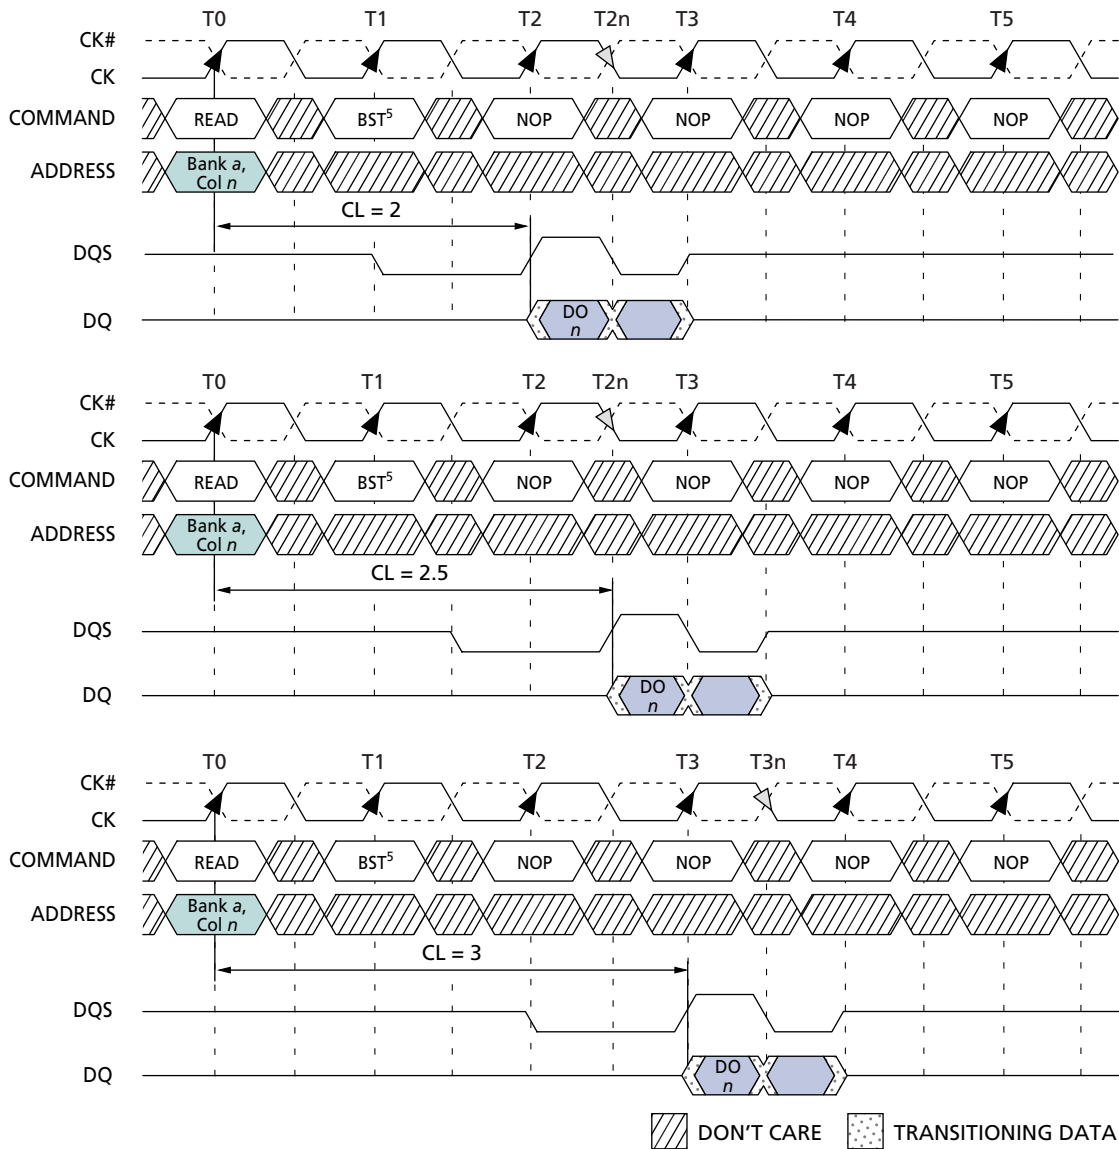 T0 T1 T2 T2n T3 T4 T5
CK#
CK
COMMAND READ BST5 NOP NOP NOP NOP
ADDRESS Bank a,
Col n
CL = 2
DQS
DQ DO
n
T0 T1 T2 T2n T3 T4 T5
CK#
CK
COMMAND READ BST5 NOP NOP NOP NOP
ADDRESS Bank a,
Col n
CL = 2.5
DQS
DQ DO
n
T0 T1 T2 T3 T3n T4 T5
CK#
CK
COMMAND READ BST5 NOP NOP NOP NOP
ADDRESS Bank a,
Col n
CL = 3
DQS
DQ DO
n
DON'T CARE TRANSITIONING DATA